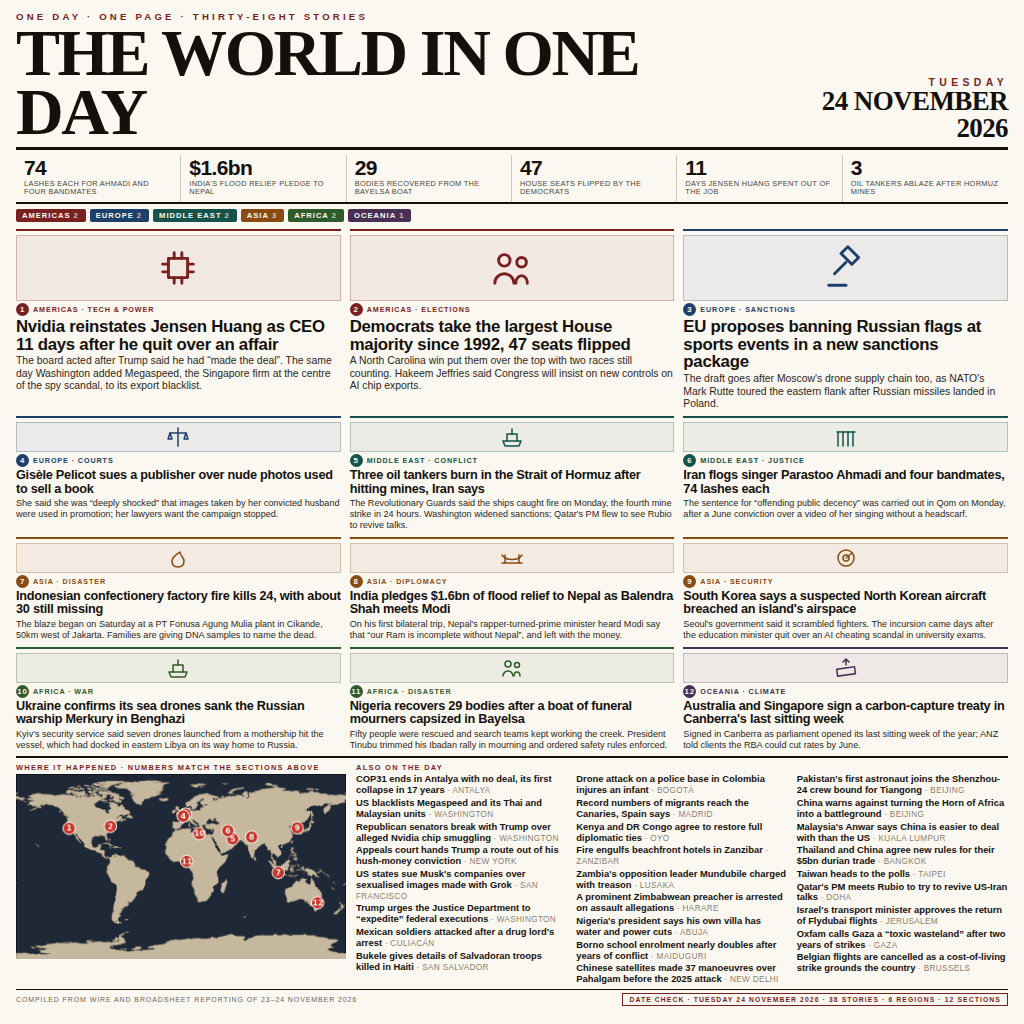 ONE DAY · ONE PAGE · THIRTY-EIGHT STORIES
THE WORLD IN ONE
DAY
TUESDAY
24 NOVEMBER
2026
74
LASHES EACH FOR AHMADI AND
FOUR BANDMATES
$1.6bn
INDIA'S FLOOD RELIEF PLEDGE TO
NEPAL
29
BODIES RECOVERED FROM THE
BAYELSA BOAT
47
HOUSE SEATS FLIPPED BY THE
DEMOCRATS
11
DAYS JENSEN HUANG SPENT OUT OF
THE JOB
3
OIL TANKERS ABLAZE AFTER HORMUZ
MINES
AMERICAS 2
EUROPE 2
MIDDLE EAST 2
ASIA 3
AFRICA 2
OCEANIA 1
1 AMERICAS · TECH & POWER
Nvidia reinstates Jensen Huang as CEO
11 days after he quit over an affair
The board acted after Trump said he had “made the deal”. The same
day Washington added Megaspeed, the Singapore firm at the centre
of the spy scandal, to its export blacklist.
2 AMERICAS · ELECTIONS
Democrats take the largest House
majority since 1992, 47 seats flipped
A North Carolina win put them over the top with two races still
counting. Hakeem Jeffries said Congress will insist on new controls on
AI chip exports.
3 EUROPE · SANCTIONS
EU proposes banning Russian flags at
sports events in a new sanctions
package
The draft goes after Moscow's drone supply chain too, as NATO's
Mark Rutte toured the eastern flank after Russian missiles landed in
Poland.
4 EUROPE · COURTS
Gisèle Pelicot sues a publisher over nude photos used
to sell a book
She said she was “deeply shocked” that images taken by her convicted husband
were used in promotion; her lawyers want the campaign stopped.
5 MIDDLE EAST · CONFLICT
Three oil tankers burn in the Strait of Hormuz after
hitting mines, Iran says
The Revolutionary Guards said the ships caught fire on Monday, the fourth mine
strike in 24 hours. Washington widened sanctions; Qatar's PM flew to see Rubio
to revive talks.
6 MIDDLE EAST · JUSTICE
Iran flogs singer Parastoo Ahmadi and four bandmates,
74 lashes each
The sentence for “offending public decency” was carried out in Qom on Monday,
after a June conviction over a video of her singing without a headscarf.
7 ASIA · DISASTER
Indonesian confectionery factory fire kills 24, with about
30 still missing
The blaze began on Saturday at a PT Fonusa Agung Mulia plant in Cikande,
50km west of Jakarta. Families are giving DNA samples to name the dead.
8 ASIA · DIPLOMACY
India pledges $1.6bn of flood relief to Nepal as Balendra
Shah meets Modi
On his first bilateral trip, Nepal's rapper-turned-prime minister heard Modi say
that “our Ram is incomplete without Nepal”, and left with the money.
9 ASIA · SECURITY
South Korea says a suspected North Korean aircraft
breached an island's airspace
Seoul's government said it scrambled fighters. The incursion came days after
the education minister quit over an AI cheating scandal in university exams.
10 AFRICA · WAR
Ukraine confirms its sea drones sank the Russian
warship Merkury in Benghazi
Kyiv's security service said seven drones launched from a mothership hit the
vessel, which had docked in eastern Libya on its way home to Russia.
11 AFRICA · DISASTER
Nigeria recovers 29 bodies after a boat of funeral
mourners capsized in Bayelsa
Fifty people were rescued and search teams kept working the creek. President
Tinubu trimmed his Ibadan rally in mourning and ordered safety rules enforced.
12 OCEANIA · CLIMATE
Australia and Singapore sign a carbon-capture treaty in
Canberra's last sitting week
Signed in Canberra as parliament opened its last sitting week of the year; ANZ
told clients the RBA could cut rates by June.
WHERE IT HAPPENED · NUMBERS MATCH THE SECTIONS ABOVE
1
2
4
10
6
5
8
9
11
7
12
ALSO ON THE DAY
COP31 ends in Antalya with no deal, its first
collapse in 17 years · ANTALYA
US blacklists Megaspeed and its Thai and
Malaysian units · WASHINGTON
Republican senators break with Trump over
alleged Nvidia chip smuggling · WASHINGTON
Appeals court hands Trump a route out of his
hush-money conviction · NEW YORK
US states sue Musk's companies over
sexualised images made with Grok · SAN
FRANCISCO
Trump urges the Justice Department to
“expedite” federal executions · WASHINGTON
Mexican soldiers attacked after a drug lord's
arrest · CULIACÁN
Bukele gives details of Salvadoran troops
killed in Haiti · SAN SALVADOR
Drone attack on a police base in Colombia
injures an infant · BOGOTÁ
Record numbers of migrants reach the
Canaries, Spain says · MADRID
Kenya and DR Congo agree to restore full
diplomatic ties · OYO
Fire engulfs beachfront hotels in Zanzibar ·
ZANZIBAR
Zambia's opposition leader Mundubile charged
with treason · LUSAKA
A prominent Zimbabwean preacher is arrested
on assault allegations · HARARE
Nigeria's president says his own villa has
water and power cuts · ABUJA
Borno school enrolment nearly doubles after
years of conflict · MAIDUGURI
Chinese satellites made 37 manoeuvres over
Pahalgam before the 2025 attack · NEW DELHI
Pakistan's first astronaut joins the Shenzhou-
24 crew bound for Tiangong · BEIJING
China warns against turning the Horn of Africa
into a battleground · BEIJING
Malaysia's Anwar says China is easier to deal
with than the US · KUALA LUMPUR
Thailand and China agree new rules for their
$5bn durian trade · BANGKOK
Taiwan heads to the polls · TAIPEI
Qatar's PM meets Rubio to try to revive US-Iran
talks · DOHA
Israel's transport minister approves the return
of Flydubai flights · JERUSALEM
Oxfam calls Gaza a “toxic wasteland” after two
years of strikes · GAZA
Belgian flights are cancelled as a cost-of-living
strike grounds the country · BRUSSELS
COMPILED FROM WIRE AND BROADSHEET REPORTING OF 23–24 NOVEMBER 2026
DATE CHECK · TUESDAY 24 NOVEMBER 2026 · 38 STORIES · 6 REGIONS · 12 SECTIONS